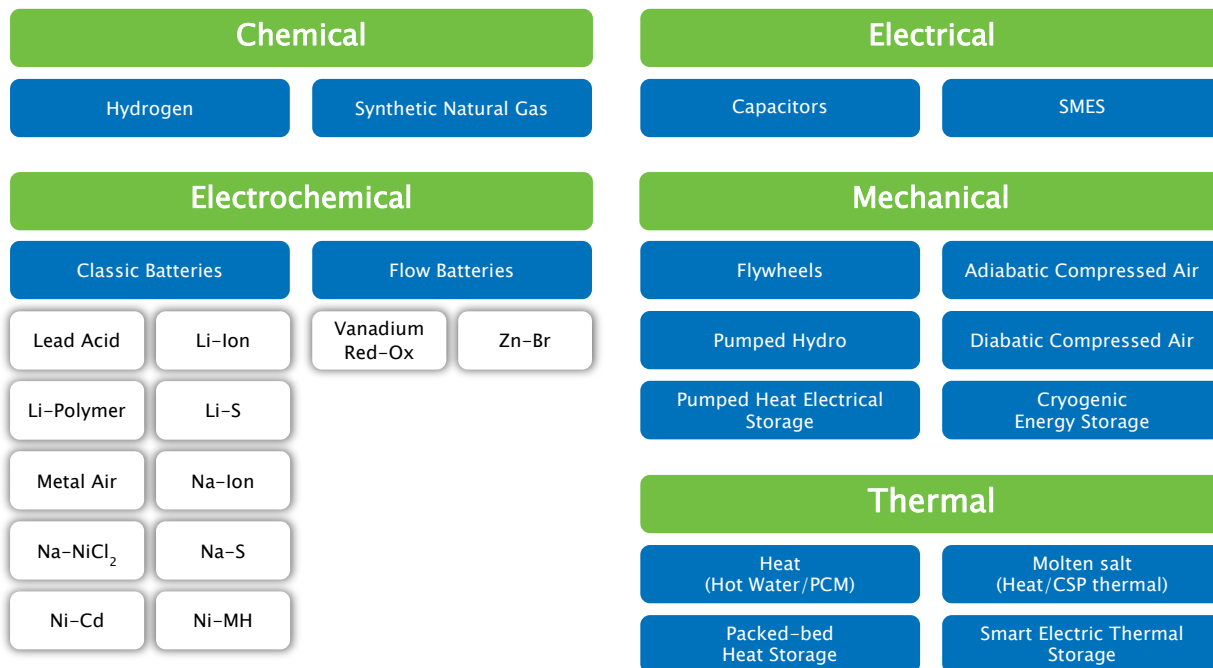 Chemical
Hydrogen
Synthetic Natural Gas
Electrochemical
Classic Batteries
Flow Batteries
Lead Acid
Li-Ion
Vanadium
Red-Ox
Zn-Br
Li-Polymer
Li-S
Metal Air
Na-Ion
Na-NiCl₂
Na-S
Ni-Cd
Ni-MH
Electrical
Capacitors
SMES
Mechanical
Flywheels
Adiabatic Compressed Air
Pumped Hydro
Diabatic Compressed Air
Pumped Heat Electrical
Storage
Cryogenic
Energy Storage
Thermal
Heat
(Hot Water/PCM)
Molten salt
(Heat/CSP thermal)
Packed-bed
Heat Storage
Smart Electric Thermal
Storage